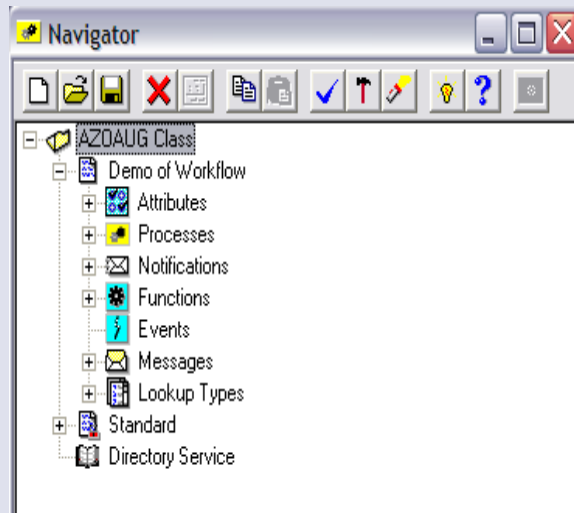 Navigator
AZOAUG Class
Demo of Workflow
Attributes
Processes
Notifications
Functions
Events
Messages
Lookup Types
Standard
Directory Service